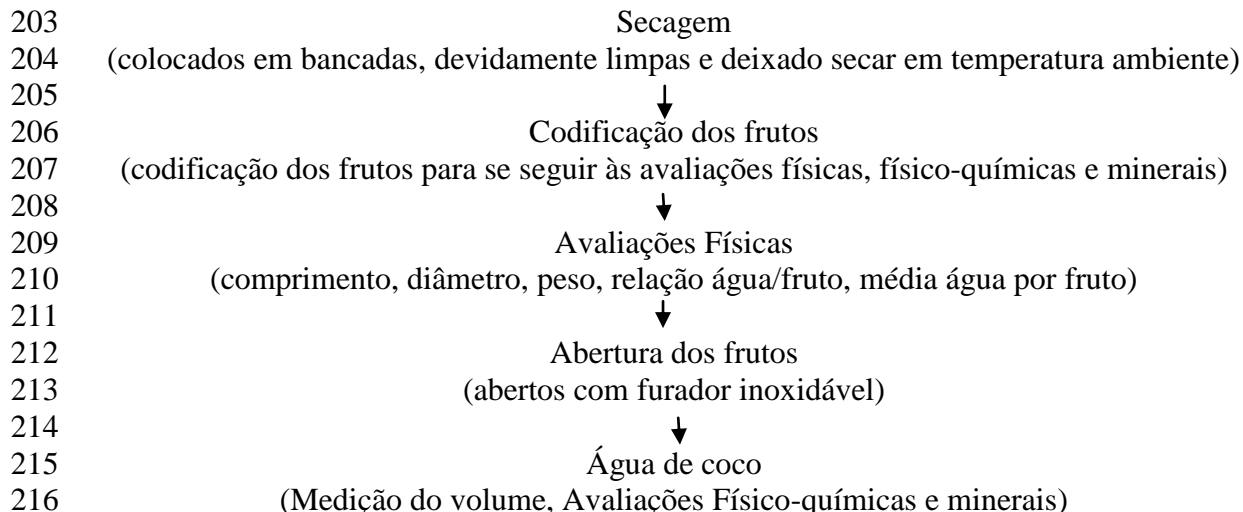 203 Secagem
204 (colocados em bancadas, devidamente limpas e deixado secar em temperatura ambiente)
205
206 Codificação dos frutos
207 (codificação dos frutos para se seguir às avaliações físicas, físico-químicas e minerais)
208
209 Avaliações Físicas
210 (comprimento, diâmetro, peso, relação água/fruto, média água por fruto)
211
212 Abertura dos frutos
213 (abertos com furador inoxidável)
214
215 Água de coco
216 (Medição do volume, Avaliações Físico-químicas e minerais)